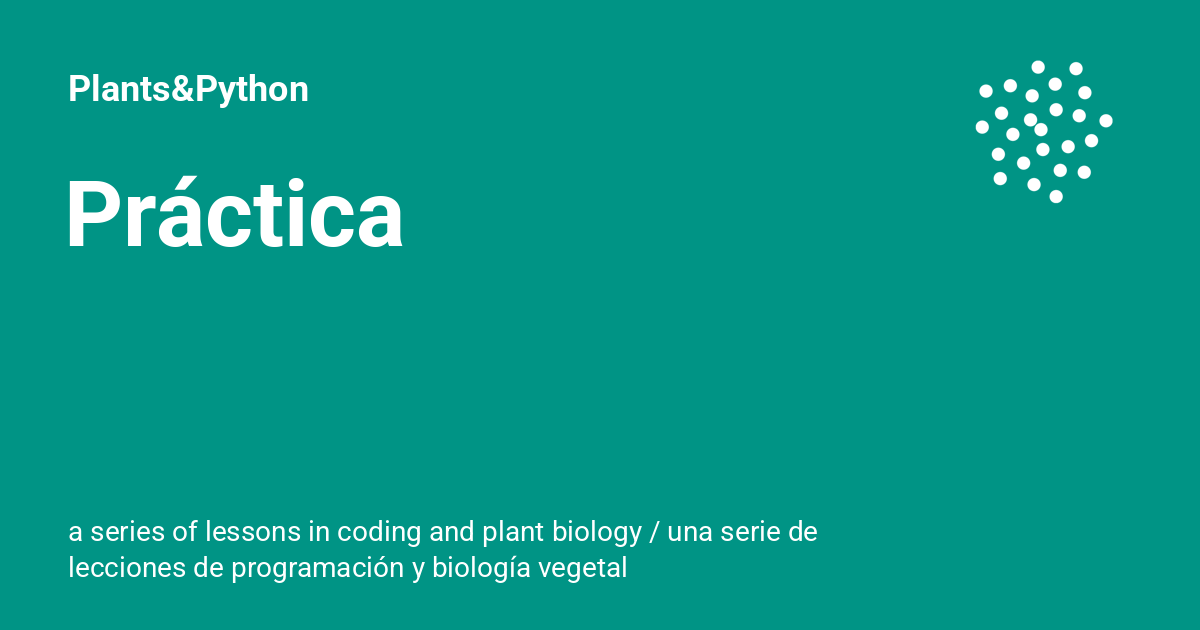 Plants&Python
Práctica
a series of lessons in coding and plant biology / una serie de
lecciones de programación y biología vegetal